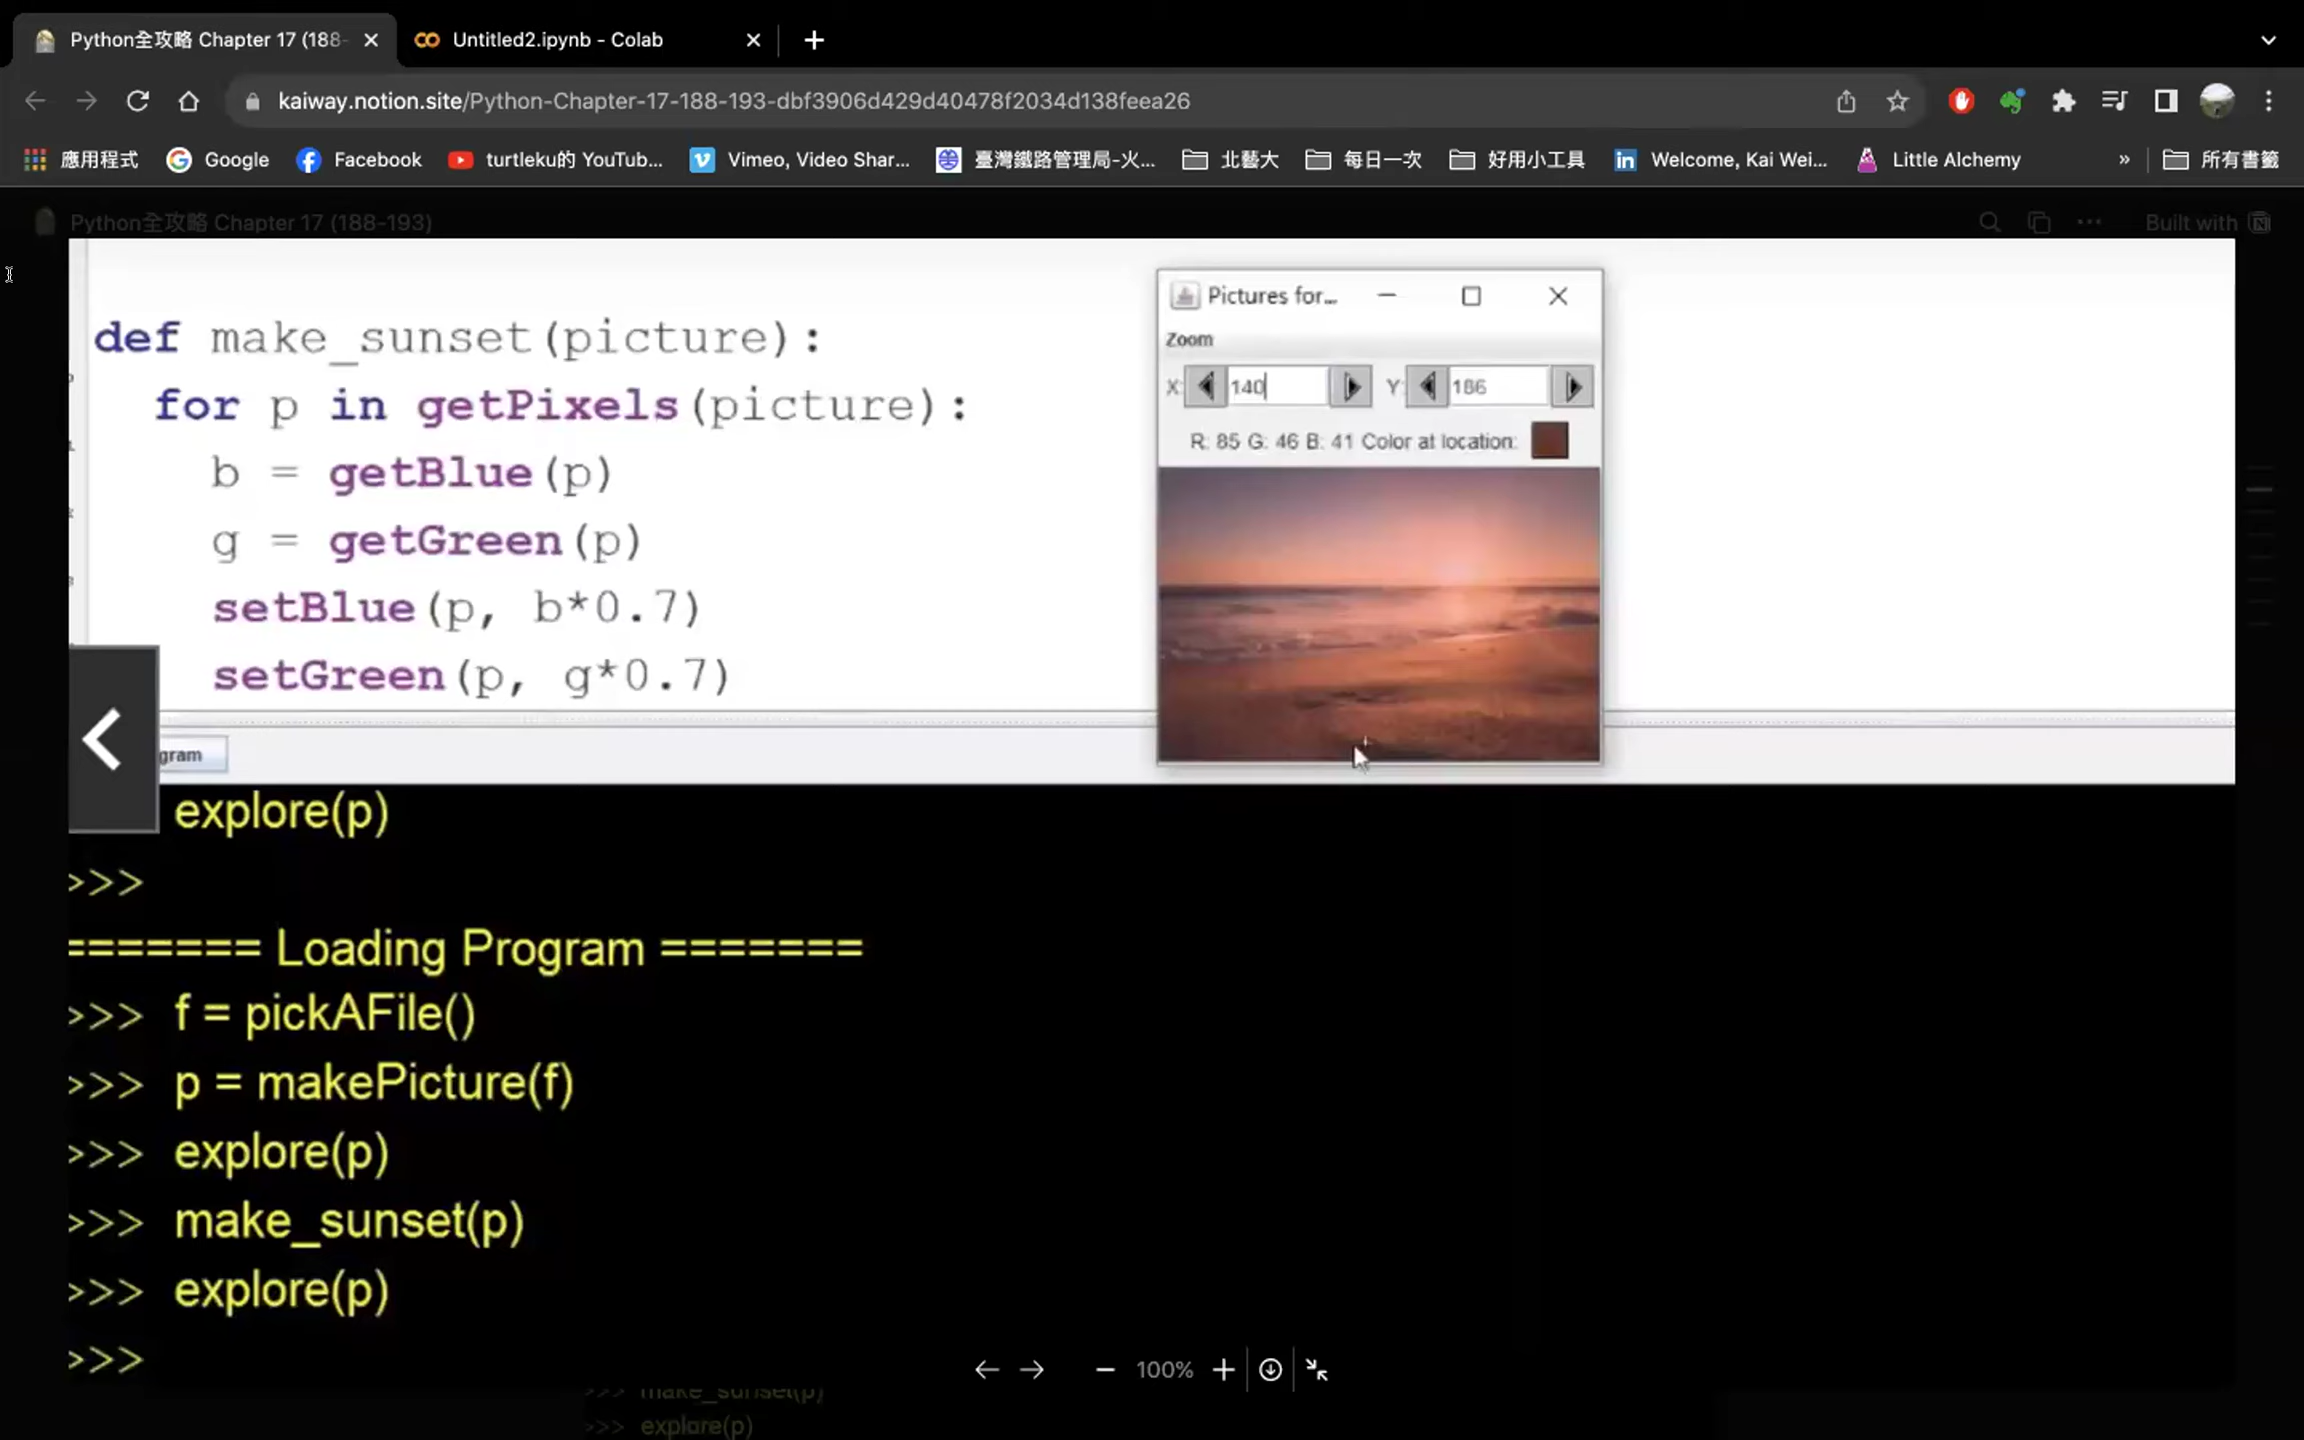 Python全攻略 Chapter 17 (188-
Untitled2.ipynb - Colab
kaiway.notion.site/Python-Chapter-17-188-193-dbf3906d429d40478f2034d138feea26
應用程式 Google Facebook turtleku的 YouTub... Vimeo, Video Shar... 臺灣鐵路管理局-火... 北藝大 每日一次 好用小工具 Welcome, Kai Wei... Little Alchemy » 所有書籤
Python全攻略 Chapter 17 (188-193) Built with
def make_sunset(picture):
for p in getPixels(picture):
b = getBlue(p)
g = getGreen(p)
setBlue(p, b*0.7)
setGreen(p, g*0.7)
Pictures for...
Zoom
X: 140 Y: 186
R: 85 G: 46 B: 41 Color at location:
gram
explore(p)
>>>
======= Loading Program =======
>>> f = pickAFile()
>>> p = makePicture(f)
>>> explore(p)
>>> make_sunset(p)
>>> explore(p)
>>>
100%
>>> make_sunset(p)
>>> explore(p)